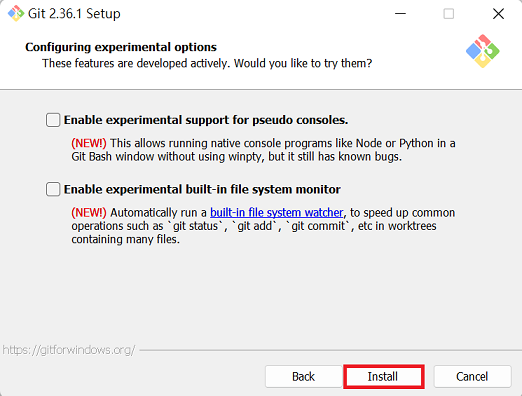 Git 2.36.1 Setup
Configuring experimental options
These features are developed actively. Would you like to try them?
Enable experimental support for pseudo consoles.
(NEW!) This allows running native console programs like Node or Python in a
Git Bash window without using winpty, but it still has known bugs.
Enable experimental built-in file system monitor
(NEW!) Automatically run a built-in file system watcher, to speed up common
operations such as `git status`, `git add`, `git commit`, etc in worktrees
containing many files.
https://gitforwindows.org/
Back
Install
Cancel